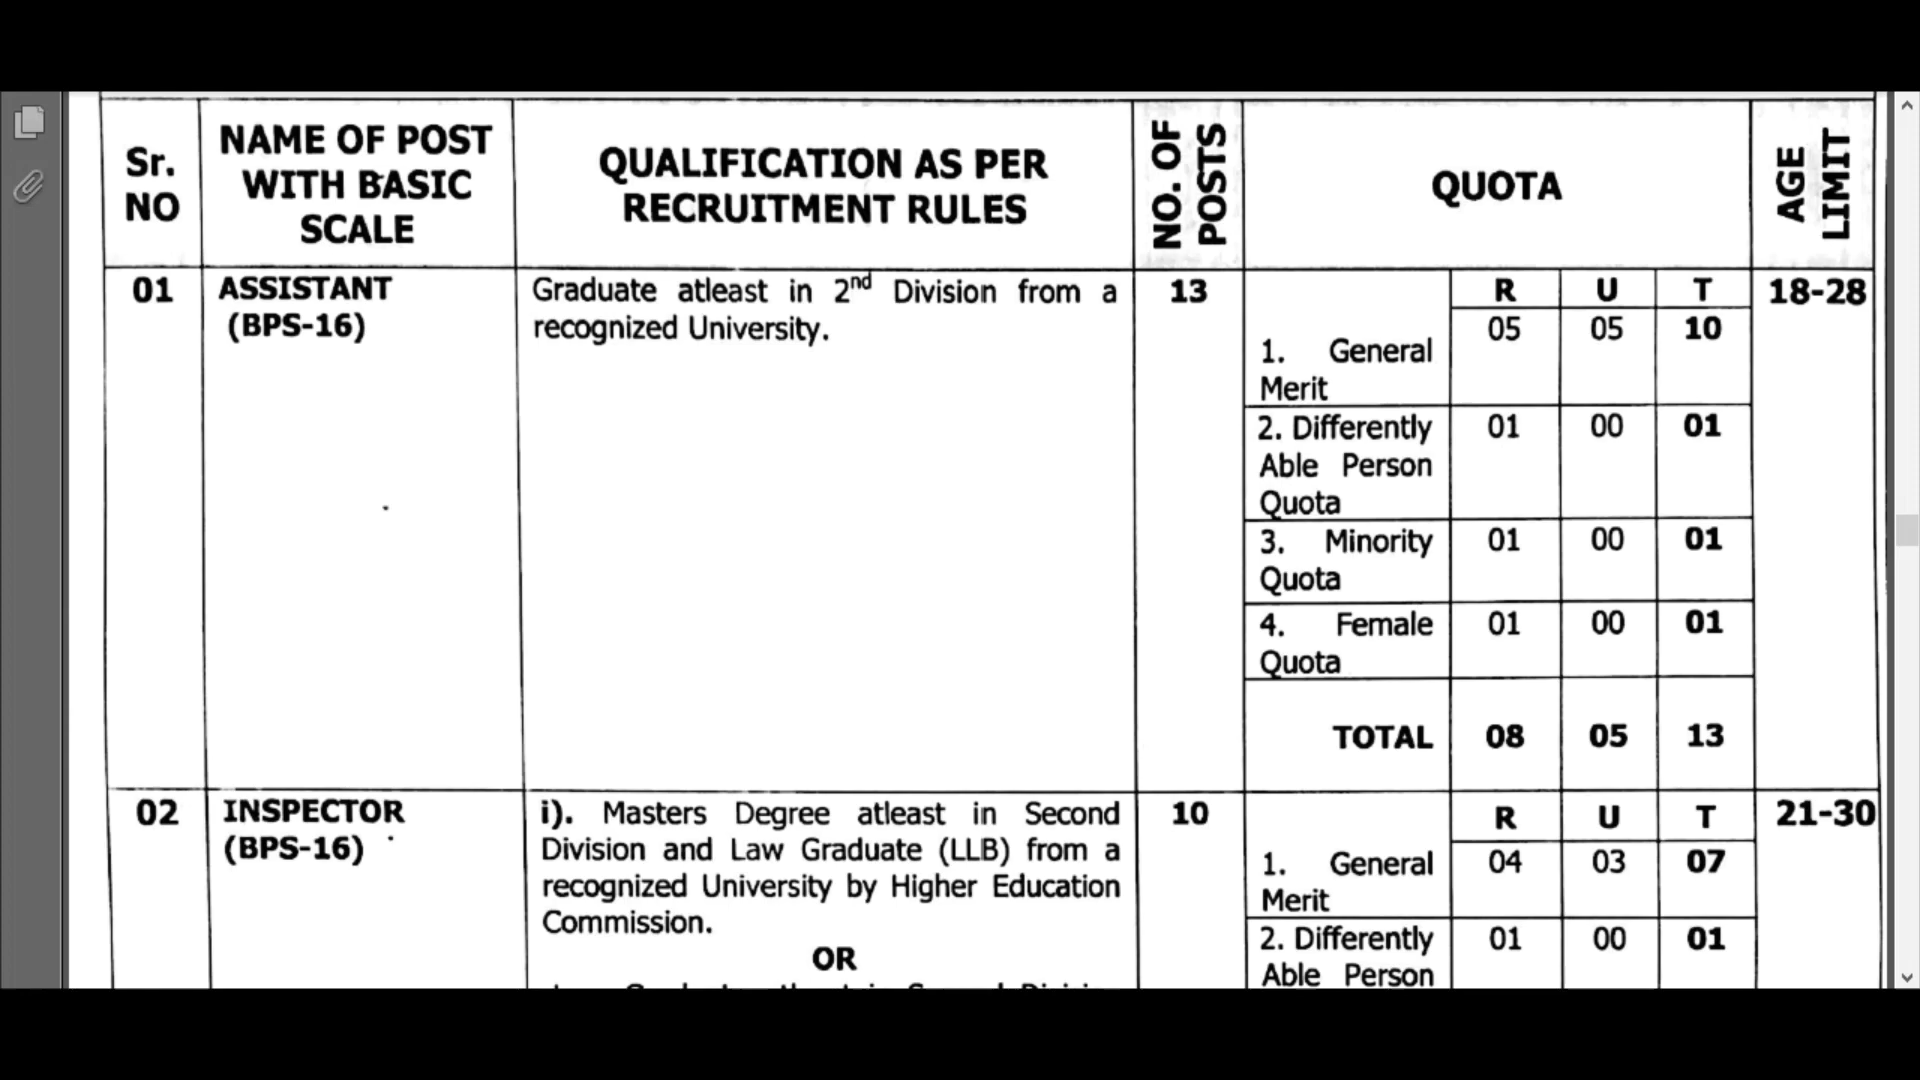 Sr.
NO
NAME OF POST
WITH BASIC
SCALE
QUALIFICATION AS PER
RECRUITMENT RULES
NO. OF
POSTS
QUOTA
AGE
LIMIT
01
ASSISTANT
(BPS-16)
Graduate atleast in 2nd Division from a
recognized University.
13
R U T
1. General
Merit
05 05 10
2. Differently
Able Person
Quota
01 00 01
3. Minority
Quota
01 00 01
4. Female
Quota
01 00 01
TOTAL 08 05 13
18-28
02
INSPECTOR
(BPS-16)
i). Masters Degree atleast in Second
Division and Law Graduate (LLB) from a
recognized University by Higher Education
Commission.
OR
10
R U T
1. General
Merit
04 03 07
2. Differently
Able Person
01 00 01
21-30